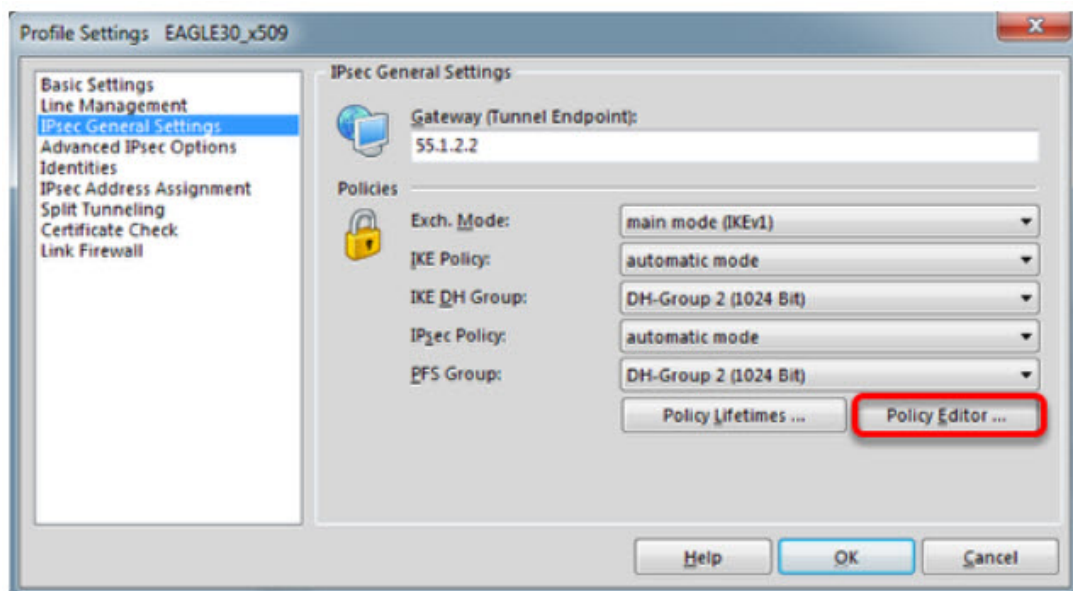 Profile Settings EAGLE30_x509
Basic Settings
Line Management
IPsec General Settings
Advanced IPsec Options
Identities
IPsec Address Assignment
Split Tunneling
Certificate Check
Link Firewall
IPsec General Settings
Gateway (Tunnel Endpoint):
55.1.2.2
Policies
Exch. Mode: main mode (IKEv1)
IKE Policy: automatic mode
IKE DH Group: DH-Group 2 (1024 Bit)
IPsec Policy: automatic mode
PFS Group: DH-Group 2 (1024 Bit)
Policy Lifetimes ... Policy Editor ...
Help OK Cancel